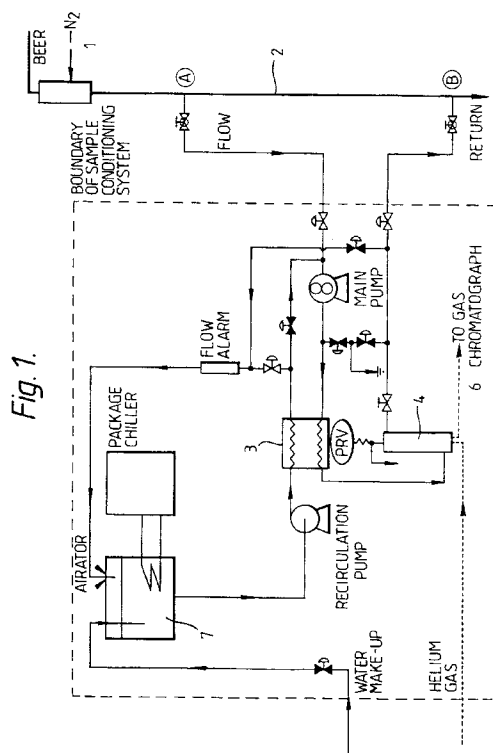 Fig. 1.
BEER
N2
1
BOUNDARY
OF SAMPLE
CONDITIONING
SYSTEM
A
2
B
FLOW
RETURN
FLOW
ALARM
MAIN
PUMP
PACKAGE
CHILLER
AIRATOR
7
3
PRV
4
RECIRCULATION
PUMP
TO GAS
6 CHROMATOGRAPH
WATER
MAKE-UP
HELIUM
GAS